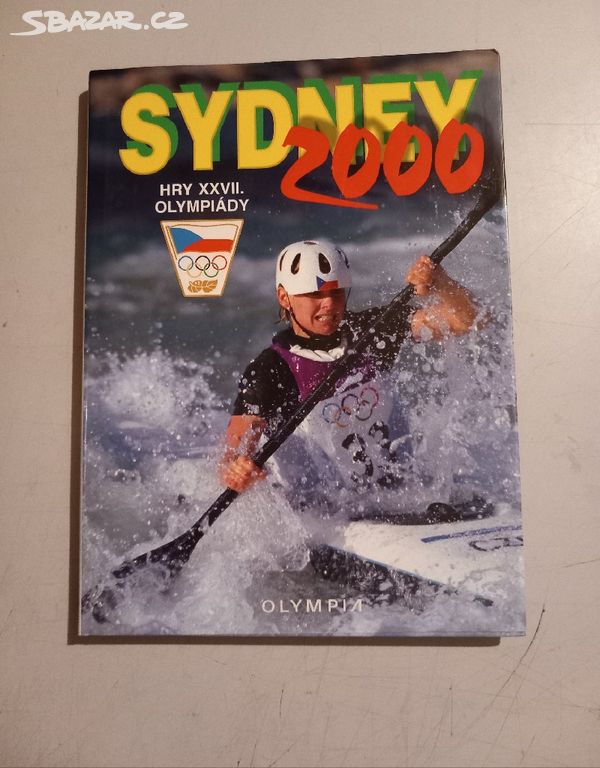 SBAZAR.CZ
SYDNEY
2000
HRY XXVII.
OLYMPIÁDY
OLYMPIA